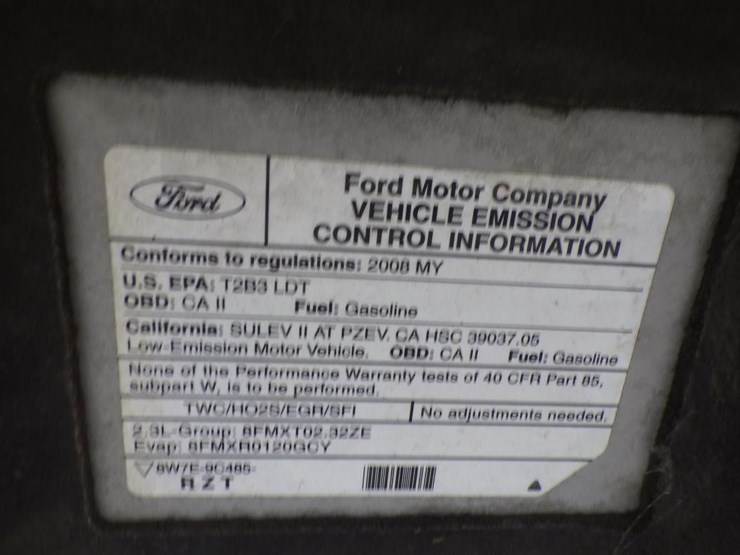 Ford
Ford Motor Company
VEHICLE EMISSION
CONTROL INFORMATION
Conforms to regulations: 2008 MY
U.S. EPA: T2B3 LDT
OBD: CA II Fuel: Gasoline
California: SULEV II AT PZEV. CA HSC 39037.05
Low-Emission Motor Vehicle. OBD: CA II Fuel: Gasoline
None of the Performance Warranty tests of 40 CFR Part 85,
subpart W, is to be performed.
TWC/HO2S/EGR/SFI No adjustments needed.
2.3L-Group: 8FMXT02.32ZE
Evap: 8FMXR0120GCY
8W7E-9C485-
RZT